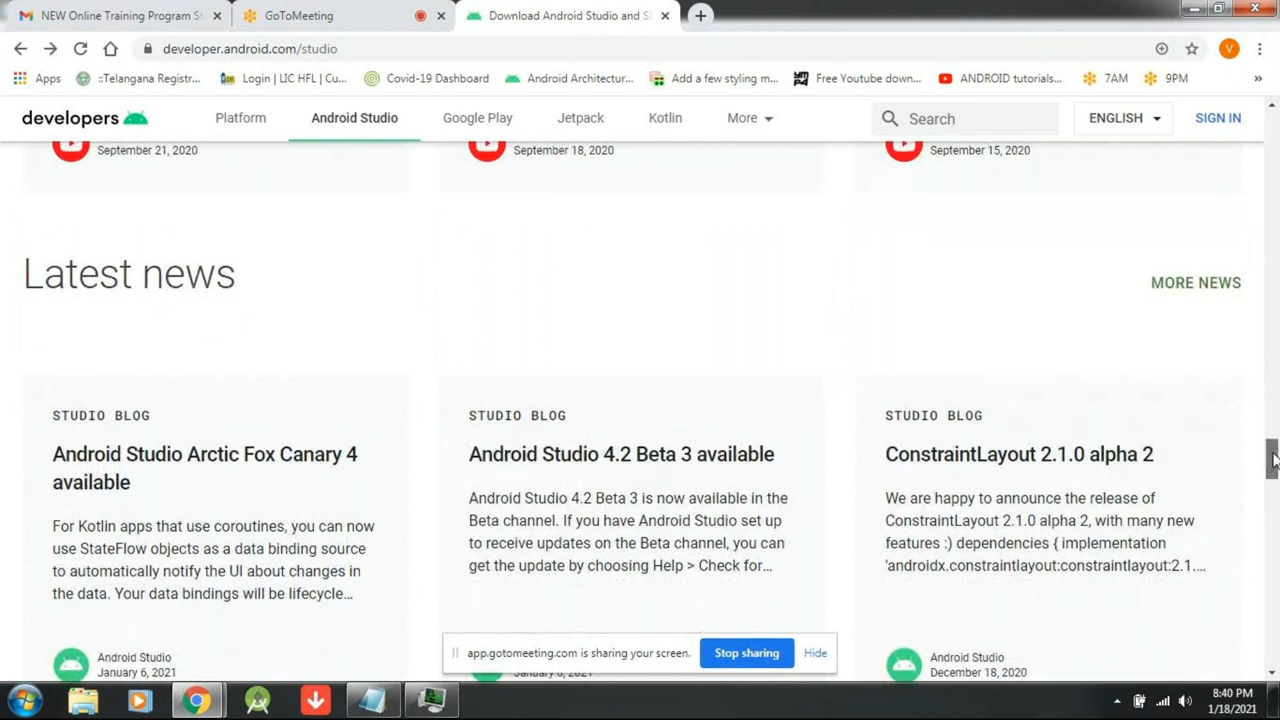 NEW Online Training Program St
GoToMeeting
Download Android Studio and S
developer.android.com/studio
V
Apps
::Telangana Registr...
Login | LIC HFL | Cu...
Covid-19 Dashboard
Android Architectur...
Add a few styling m...
Free Youtube down...
ANDROID tutorials...
7AM
9PM
»
developers
Platform
Android Studio
Google Play
Jetpack
Kotlin
More
Search
ENGLISH
SIGN IN
September 21, 2020
September 18, 2020
September 15, 2020
Latest news
MORE NEWS
STUDIO BLOG
Android Studio Arctic Fox Canary 4
available
For Kotlin apps that use coroutines, you can now
use StateFlow objects as a data binding source
to automatically notify the UI about changes in
the data. Your data bindings will be lifecycle...
Android Studio
January 6, 2021
STUDIO BLOG
Android Studio 4.2 Beta 3 available
Android Studio 4.2 Beta 3 is now available in the
Beta channel. If you have Android Studio set up
to receive updates on the Beta channel, you can
get the update by choosing Help > Check for...
January 6, 2021
STUDIO BLOG
ConstraintLayout 2.1.0 alpha 2
We are happy to announce the release of
ConstraintLayout 2.1.0 alpha 2, with many new
features :) dependencies { implementation
'androidx.constraintlayout:constraintlayout:2.1....
Android Studio
December 18, 2020
app.gotomeeting.com is sharing your screen.
Stop sharing
Hide
8:40 PM
1/18/2021